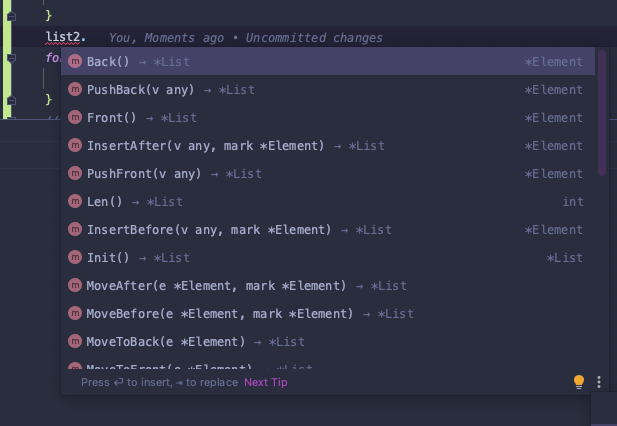 }
list2. You, Moments ago • Uncommitted changes
fo
m Back() → *List *Element
m PushBack(v any) → *List *Element
m Front() → *List *Element
m InsertAfter(v any, mark *Element) → *List *Element
m PushFront(v any) → *List *Element
m Len() → *List int
m InsertBefore(v any, mark *Element) → *List *Element
m Init() → *List *List
m MoveAfter(e *Element, mark *Element) → *List
m MoveBefore(e *Element, mark *Element) → *List
m MoveToBack(e *Element) → *List
m MoveToFront(e *Element) → *List
}
//
Press ⏎ to insert, ⇥ to replace Next Tip